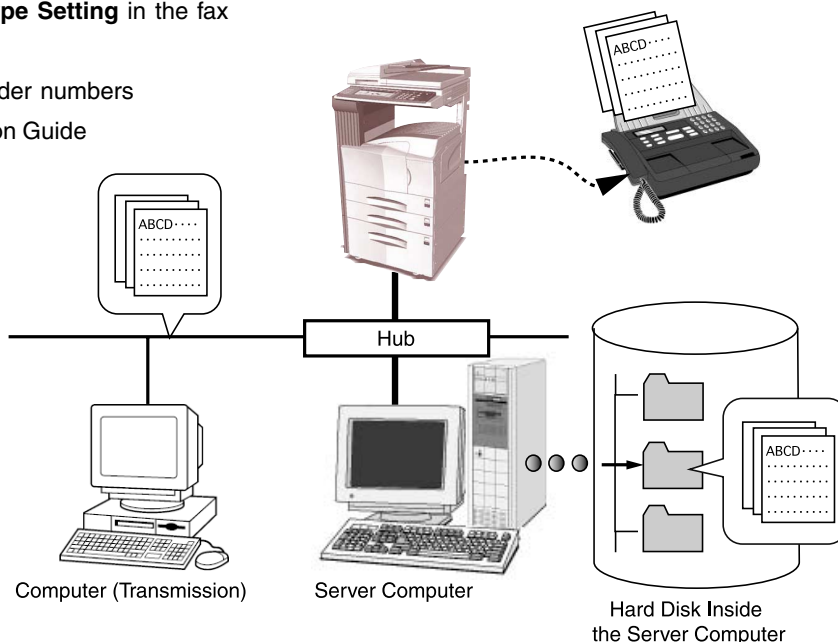 pe Setting in the fax
der numbers
on Guide
ABCD····
ABCD····
Hub
ABCD····
Computer (Transmission)
Server Computer
Hard Disk Inside
the Server Computer